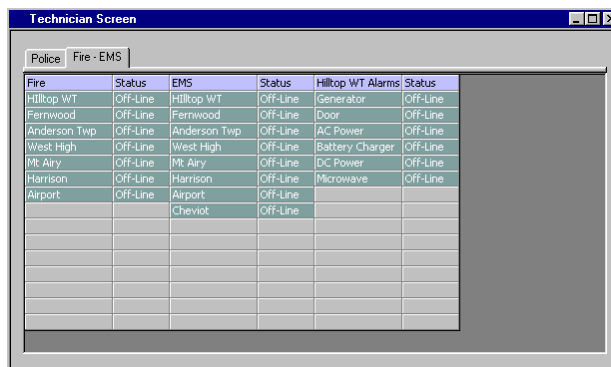 Technician Screen
Police Fire - EMS
Fire Status EMS Status Hilltop WT Alarms Status
HIlltop WT Off-Line HIlltop WT Off-Line Generator Off-Line
Fernwood Off-Line Fernwood Off-Line Door Off-Line
Anderson Twp Off-Line Anderson Twp Off-Line AC Power Off-Line
West High Off-Line West High Off-Line Battery Charger Off-Line
Mt Airy Off-Line Mt Airy Off-Line DC Power Off-Line
Harrison Off-Line Harrison Off-Line Microwave Off-Line
Airport Off-Line Airport Off-Line
Cheviot Off-Line